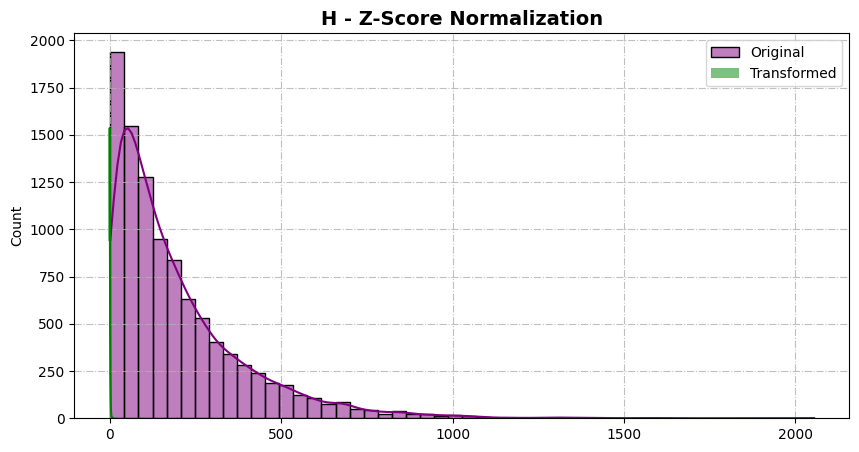 H - Z-Score Normalization
Original
Transformed
Count
2000
1750
1500
1250
1000
750
500
250
0
0 500 1000 1500 2000